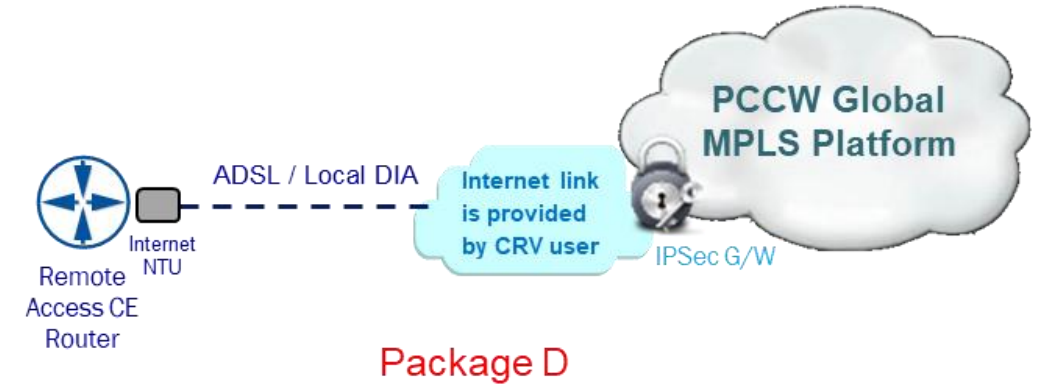 PCCW Global
MPLS Platform
ADSL / Local DIA
Internet link
is provided
by CRV user
IPSec G/W
Internet
NTU
Remote
Access CE
Router
Package D